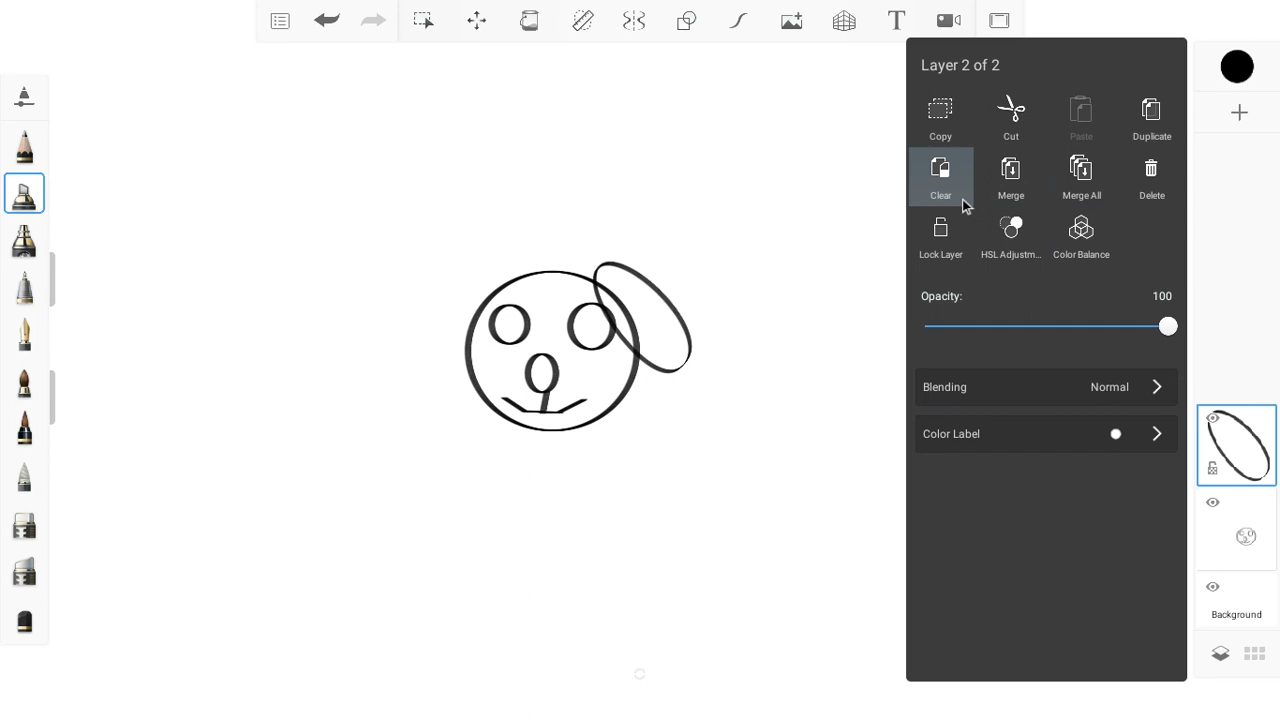 T
Layer 2 of 2
Copy
Cut
Paste
Duplicate
Clear
Merge
Merge All
Delete
Lock Layer
HSL Adjustm...
Color Balance
Opacity: 100
Blending Normal
Color Label
Background